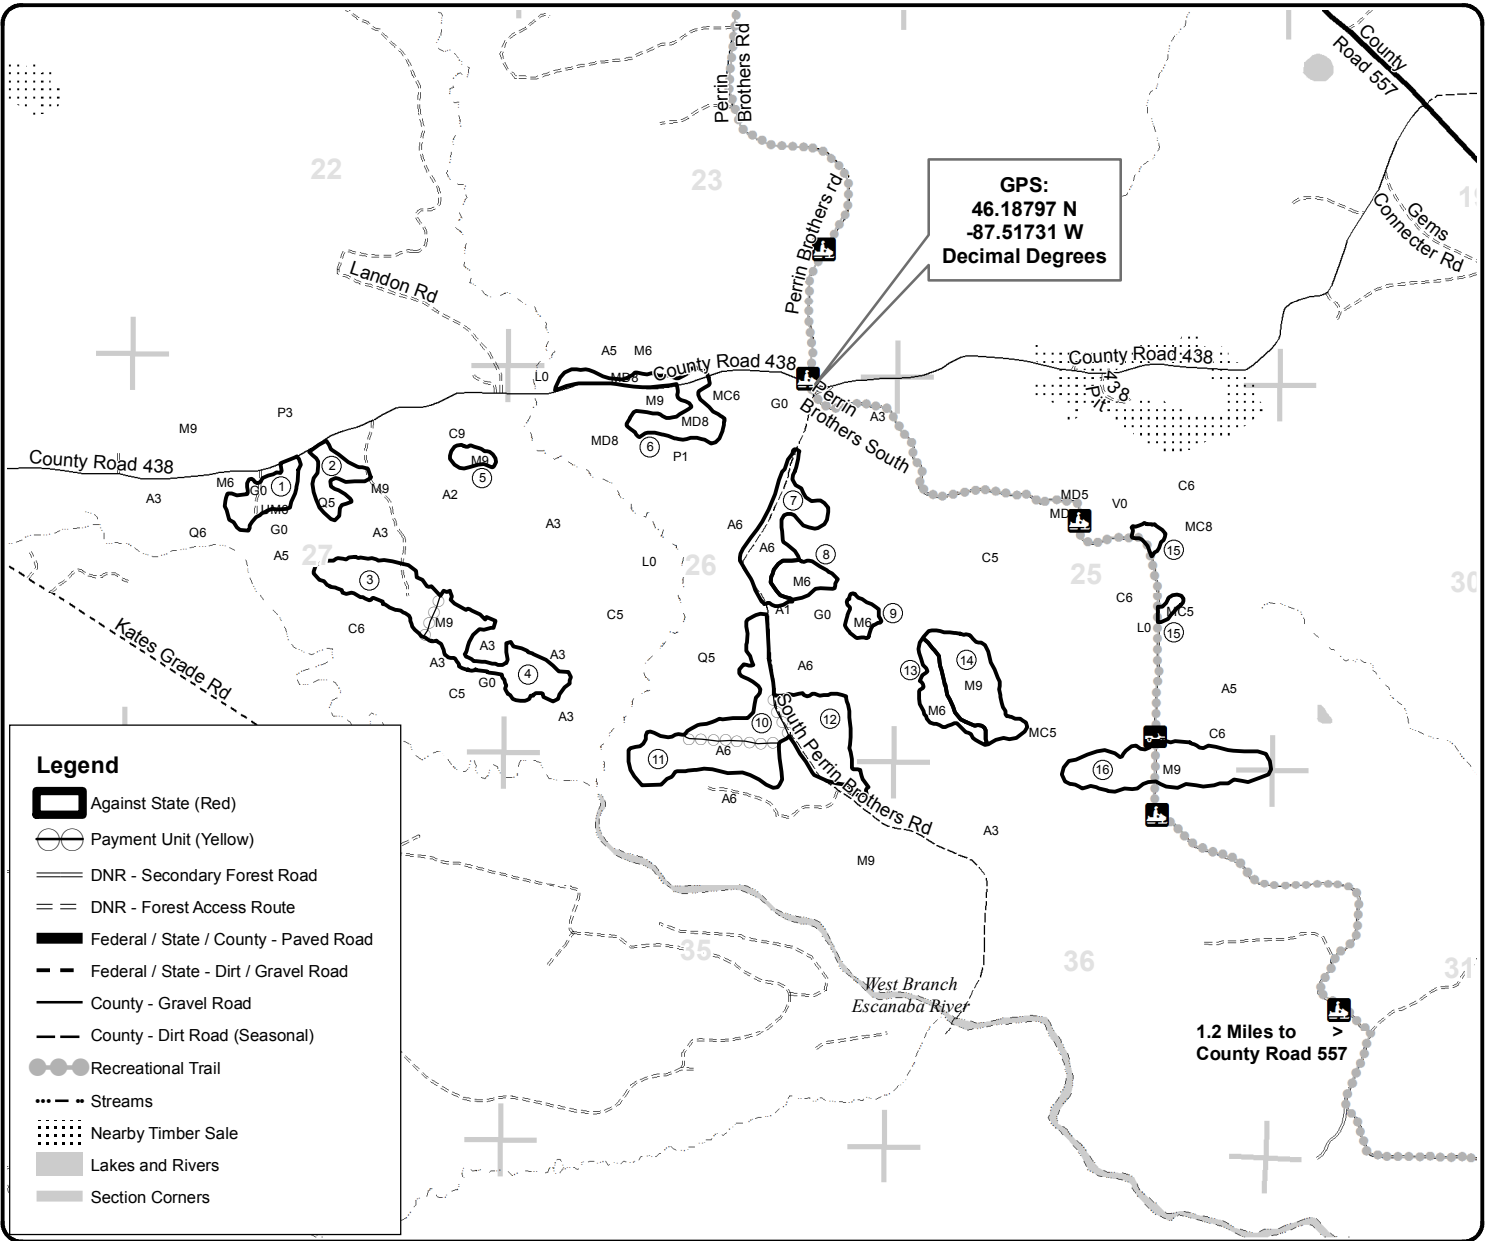 County
Road 557
Perrin
Brothers Rd
22
23
19
GPS:
46.18797 N
-87.51731 W
Decimal Degrees
Perrin Brothers rd
Gems
Connecter Rd
Landon Rd
A5
M6
County Road 438
County Road 438
438
Pit
L0
MD8
M9
MC6
MD8
G0
Perrin
Brothers South
A3
P3
M9
C9
M9
5
MD8
6
P1
County Road 438
2
M6
G0
1
A3
Q5
M9
A2
Q6
G0
A3
A5
27
A3
L0
26
7
A6
A6
8
M6
A1
G0
M6
9
C5
MD5
V0
C6
MC8
15
25
30
C6
MC5
L0
15
3
C6
M9
A3
A3
A3
4
G0
C5
A3
C5
Q5
A6
13
14
M9
M6
MC5
A5
C6
Kates Grade Rd
10
12
11
A6
South Perrin Brothers Rd
A6
16
M9
A3
M9
35
36
31
West Branch
Escanaba River
1.2 Miles to >
County Road 557
Legend
Against State (Red)
Payment Unit (Yellow)
DNR - Secondary Forest Road
DNR - Forest Access Route
Federal / State / County - Paved Road
Federal / State - Dirt / Gravel Road
County - Gravel Road
County - Dirt Road (Seasonal)
Recreational Trail
Streams
Nearby Timber Sale
Lakes and Rivers
Section Corners